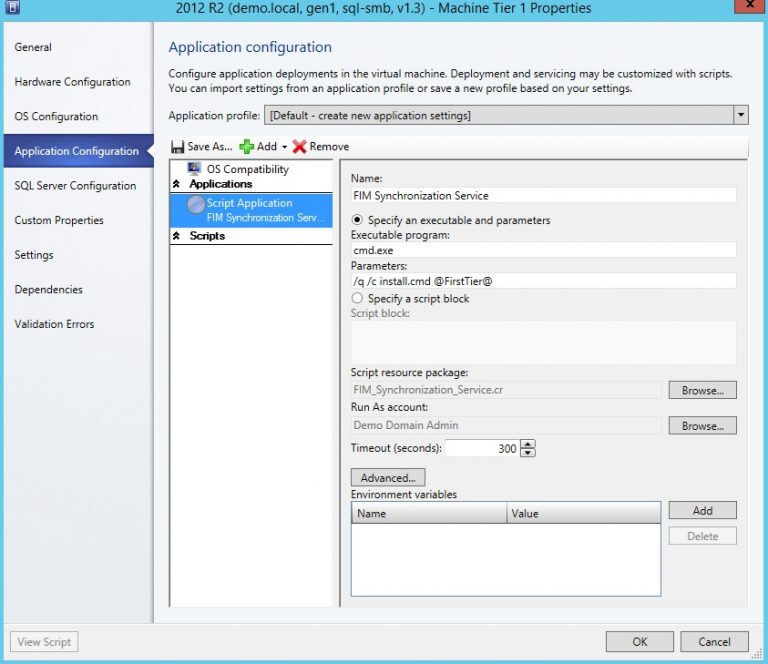 2012 R2 (demo.local, gen1, sql-smb, v1.3) - Machine Tier 1 Properties
General
Hardware Configuration
OS Configuration
Application Configuration
SQL Server Configuration
Custom Properties
Settings
Dependencies
Validation Errors
Application configuration
Configure application deployments in the virtual machine. Deployment and servicing may be customized with scripts.
You can import settings from an application profile or save a new profile based on your settings.
Application profile: [Default - create new application settings]
Save As... Add Remove
OS Compatibility
Applications
Script Application
FIM Synchronization Serv...
Scripts
Name:
FIM Synchronization Service
Specify an executable and parameters
Executable program:
cmd.exe
Parameters:
/q /c install.cmd @FirstTier@
Specify a script block
Script block:
Script resource package:
FIM_Synchronization_Service.cr Browse...
Run As account:
Demo Domain Admin Browse...
Timeout (seconds): 300
Advanced...
Environment variables
Name Value Add
Delete
View Script OK Cancel